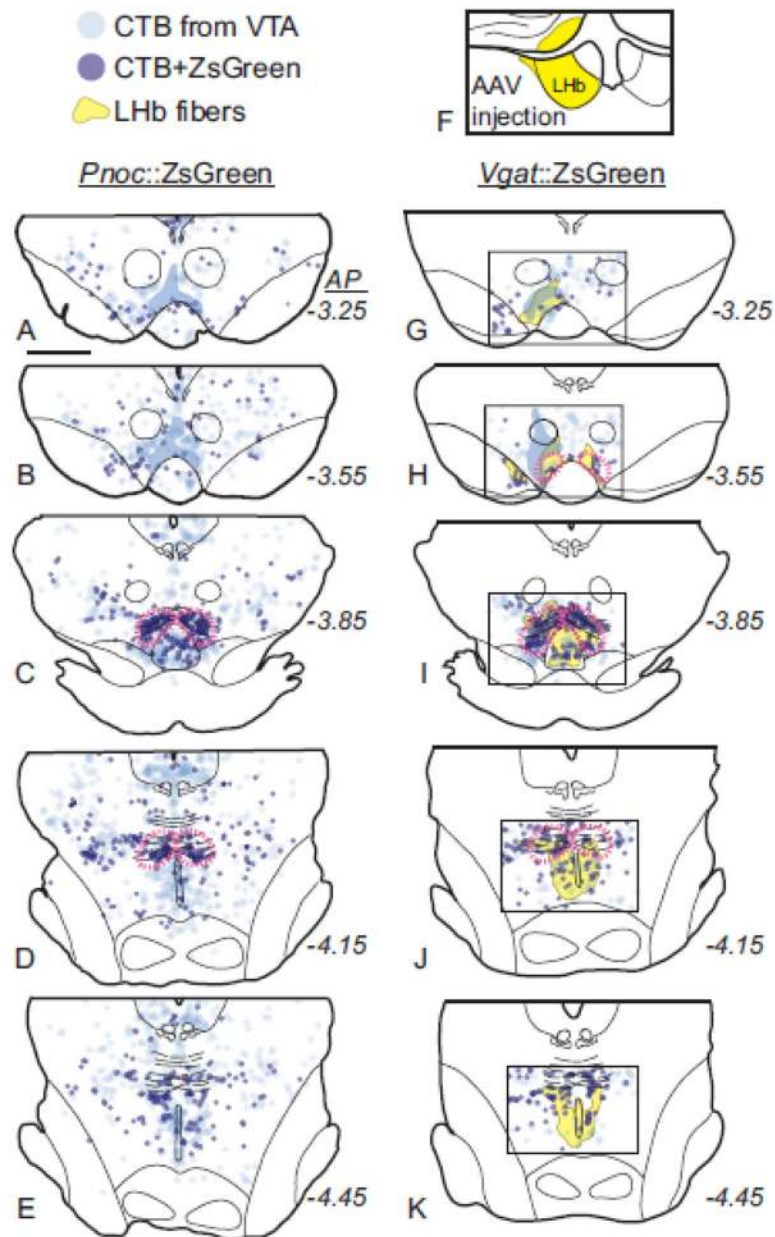 CTB from VTA
CTB+ZsGreen
LHb fibers
AAV
injection
LHb
F
Pnoc::ZsGreen
Vgat::ZsGreen
AP
-3.25
A
G
-3.25
B
-3.55
H
-3.55
C
-3.85
I
-3.85
D
-4.15
J
-4.15
E
-4.45
K
-4.45